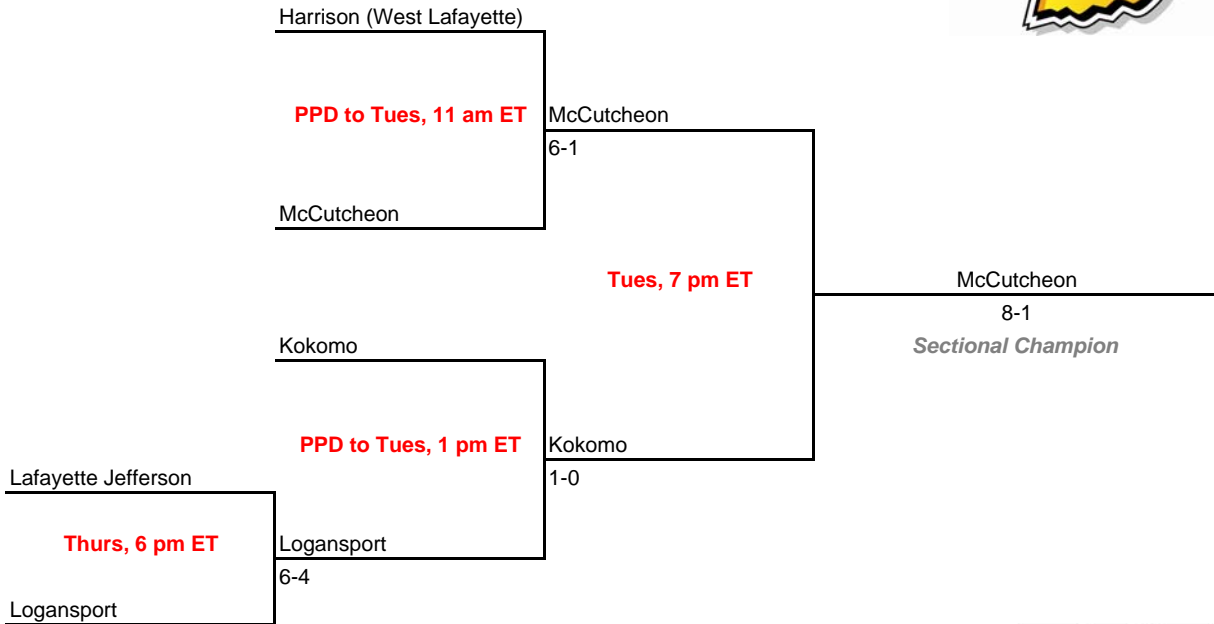 Harrison (West Lafayette)
PPD to Tues, 11 am ET
McCutcheon
6-1
McCutcheon
Tues, 7 pm ET
McCutcheon
8-1
Sectional Champion
Kokomo
PPD to Tues, 1 pm ET
Kokomo
1-0
Lafayette Jefferson
Thurs, 6 pm ET
Logansport
6-4
Logansport